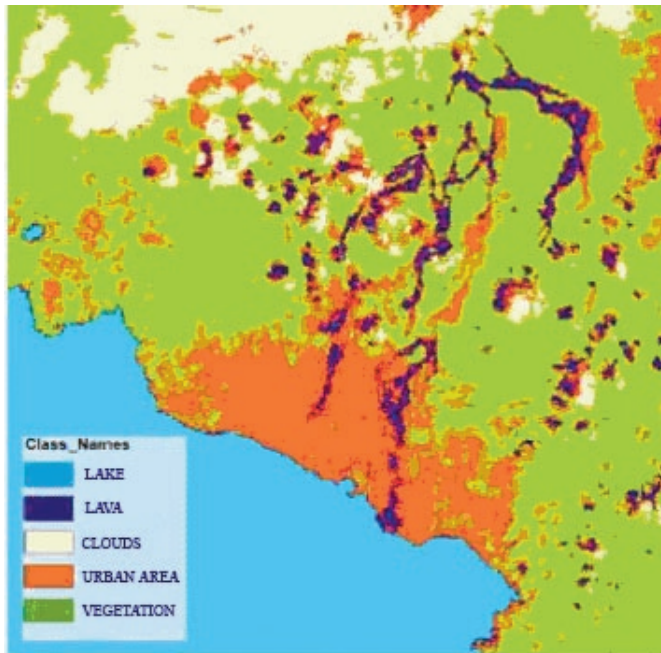 Class_Names
LAKE
LAVA
CLOUDS
URBAN AREA
VEGETATION